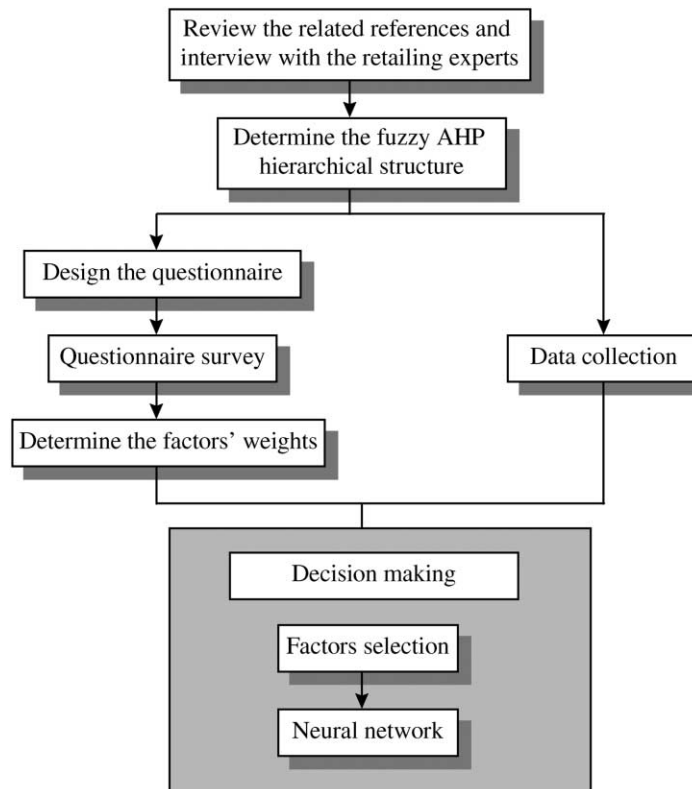 Review the related references and
interview with the retailing experts
Determine the fuzzy AHP
hierarchical structure
Design the questionnaire
Questionnaire survey
Data collection
Determine the factors’ weights
Decision making
Factors selection
Neural network